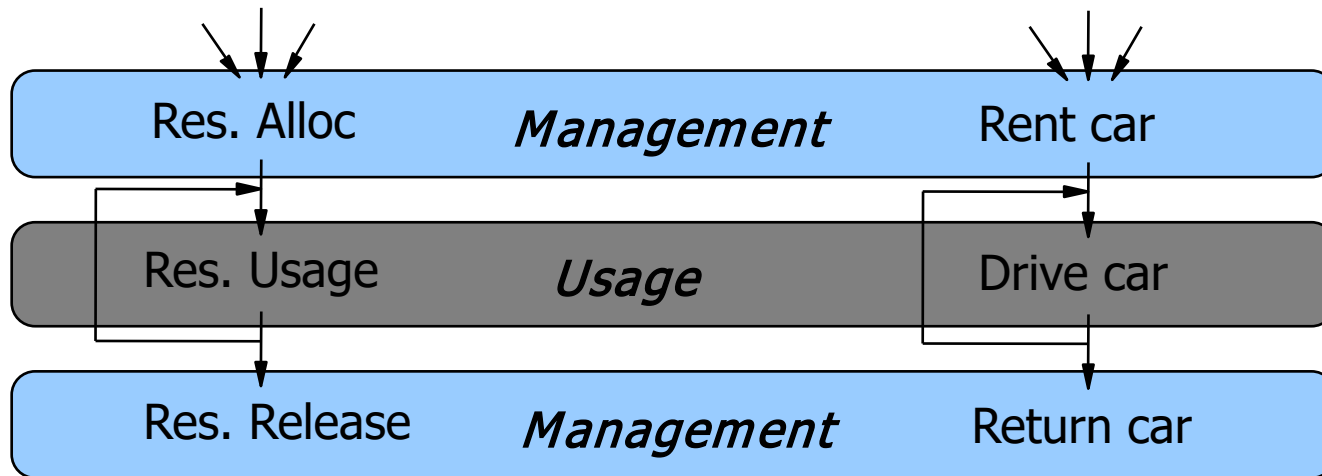 Res. Alloc Management Rent car
Res. Usage Usage Drive car
Res. Release Management Return car